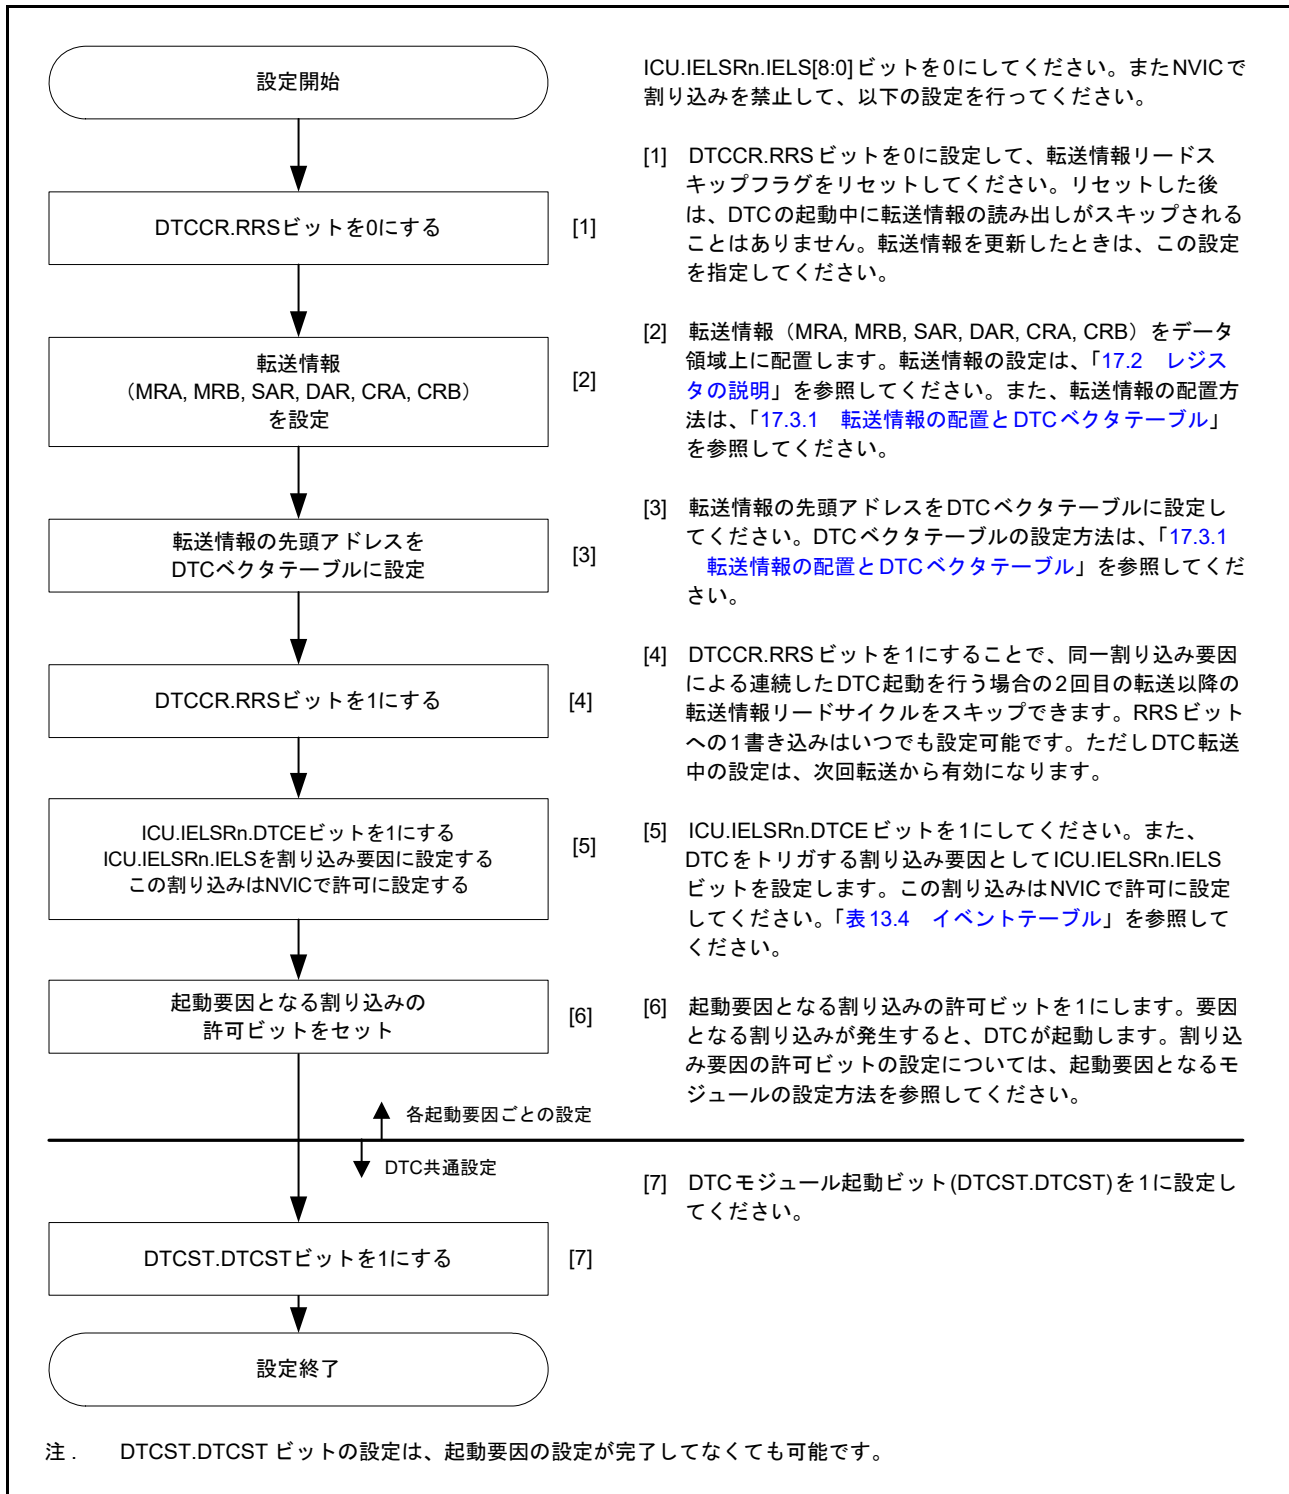 設定開始
ICU.IELSRn.IELS[8:0]ビットを0にしてください。またNVICで
割り込みを禁止して、以下の設定を行ってください。
DTCCR.RRSビットを0にする
[1]
[1] DTCCR.RRSビットを0に設定して、転送情報リードス
キップフラグをリセットしてください。リセットした後
は、DTCの起動中に転送情報の読み出しがスキップされる
ことはありません。転送情報を更新したときは、この設定
を指定してください。
転送情報
（MRA, MRB, SAR, DAR, CRA, CRB）
を設定
[2]
[2] 転送情報（MRA, MRB, SAR, DAR, CRA, CRB）をデータ
領域上に配置します。転送情報の設定は、「17.2 レジス
タの説明」を参照してください。また、転送情報の配置方
法は、「17.3.1 転送情報の配置とDTCベクタテーブル」
を参照してください。
転送情報の先頭アドレスを
DTCベクタテーブルに設定
[3]
[3] 転送情報の先頭アドレスをDTCベクタテーブルに設定し
てください。DTCベクタテーブルの設定方法は、「17.3.1
転送情報の配置とDTCベクタテーブル」を参照してくだ
さい。
DTCCR.RRSビットを1にする
[4]
[4] DTCCR.RRSビットを1にすることで、同一割り込み要因
による連続したDTC起動を行う場合の2回目の転送以降の
転送情報リードサイクルをスキップできます。RRSビット
への1書き込みはいつでも設定可能です。ただしDTC転送
中の設定は、次回転送から有効になります。
ICU.IELSRn.DTCEビットを1にする
ICU.IELSRn.IELSを割り込み要因に設定する
この割り込みはNVICで許可に設定する
[5]
[5] ICU.IELSRn.DTCEビットを1にしてください。また、
DTCをトリガする割り込み要因としてICU.IELSRn.IELS
ビットを設定します。この割り込みはNVICで許可に設定
してください。「表13.4 イベントテーブル」を参照して
ください。
起動要因となる割り込みの
許可ビットをセット
[6]
[6] 起動要因となる割り込みの許可ビットを1にします。要因
となる割り込みが発生すると、DTCが起動します。割り込
み要因の許可ビットの設定については、起動要因となるモ
ジュールの設定方法を参照してください。
各起動要因ごとの設定
DTC共通設定
[7] DTCモジュール起動ビット(DTCST.DTCST)を1に設定し
てください。
DTCST.DTCSTビットを1にする
[7]
設定終了
注． DTCST.DTCST ビットの設定は、起動要因の設定が完了してなくても可能です。